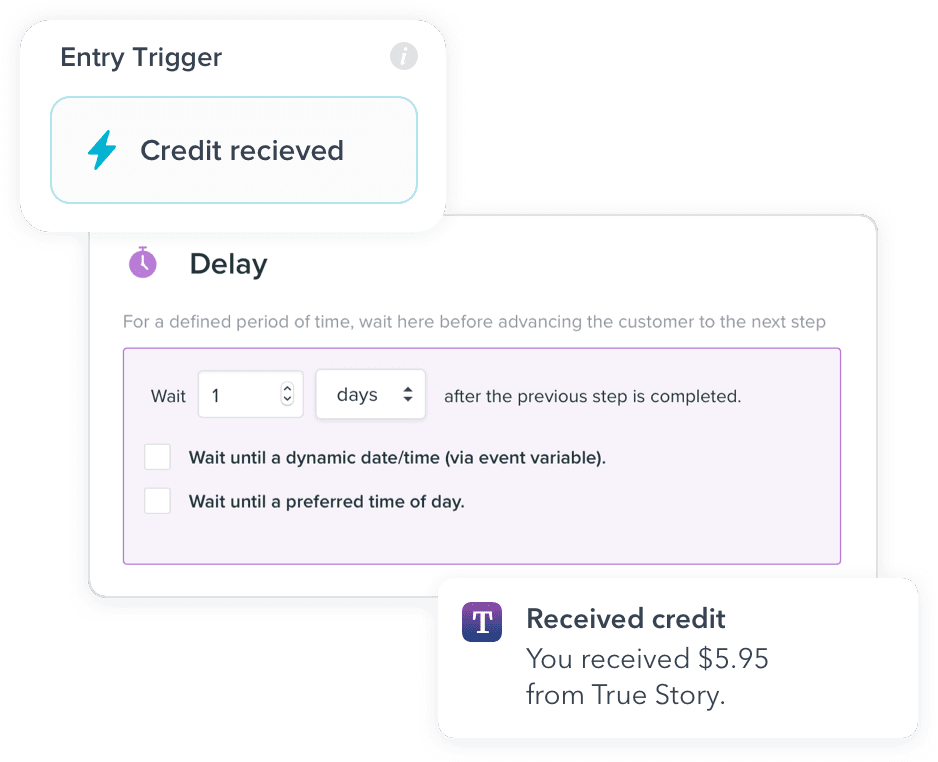 Entry Trigger
i
Credit recieved
Delay
For a defined period of time, wait here before advancing the customer to the next step
Wait 1 days after the previous step is completed.
Wait until a dynamic date/time (via event variable).
Wait until a preferred time of day.
T
Received credit
You received $5.95
from True Story.